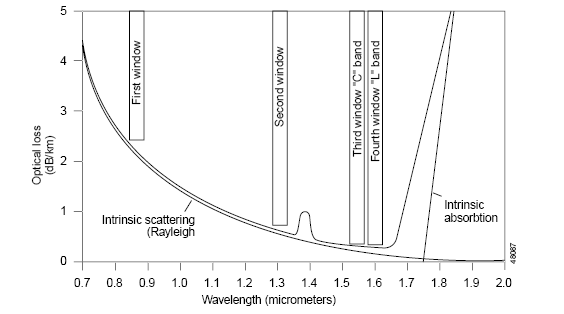 5
4
3
2
1
0
Optical loss
(dB/km)
First window
Second window
Third window "C" band
Fourth window "L" band
Intrinsic scattering
(Rayleigh
Intrinsic
absorbtion
48087
0.7 0.8 0.9 1.0 1.1 1.2 1.3 1.4 1.5 1.6 1.7 1.8 1.9 2.0
Wavelength (micrometers)